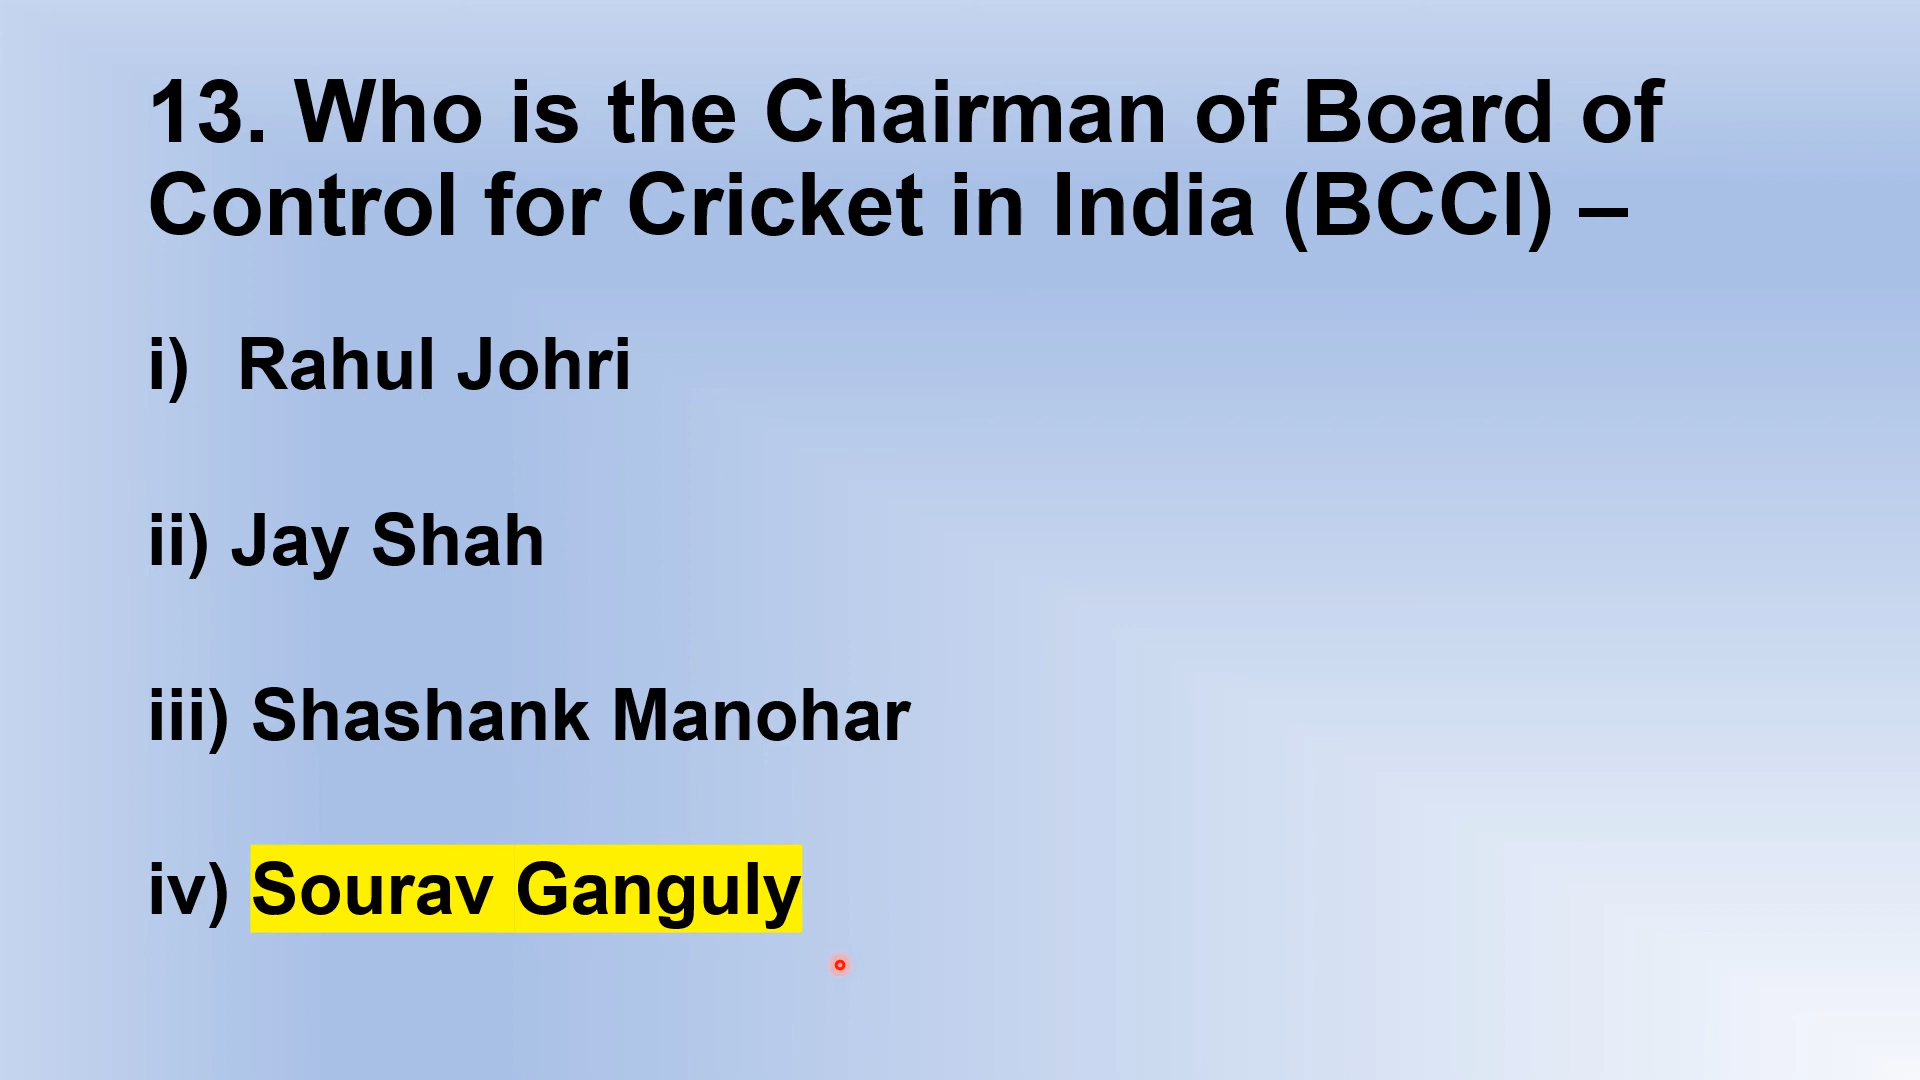 13. Who is the Chairman of Board of
Control for Cricket in India (BCCI) –
i) Rahul Johri
ii) Jay Shah
iii) Shashank Manohar
iv) Sourav Ganguly